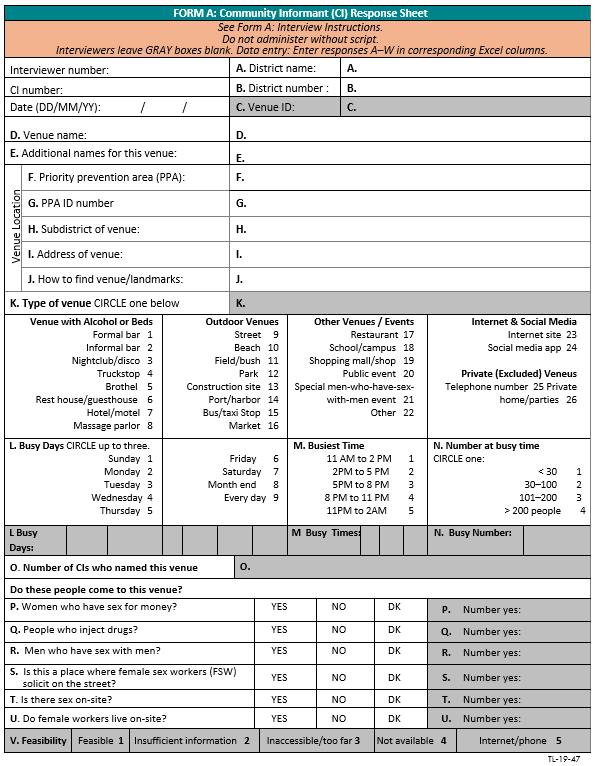 FORM A: Community Informant (CI) Response Sheet
See Form A: Interview Instructions.
Do not administer without script.
Interviewers leave GRAY boxes blank. Data entry: Enter responses A–W in corresponding Excel columns.
Interviewer number: A. District name: A.
CI number: B. District number : B.
Date (DD/MM/YY): / / C. Venue ID: C.
D. Venue name: D.
E. Additional names for this venue: E.
Venue Location
F. Priority prevention area (PPA): F.
G. PPA ID number G.
H. Subdistrict of venue: H.
I. Address of venue: I.
J. How to find venue/landmarks: J.
K. Type of venue CIRCLE one below K.
Venue with Alcohol or Beds
Formal bar 1
Informal bar 2
Nightclub/disco 3
Truckstop 4
Brothel 5
Rest house/guesthouse 6
Hotel/motel 7
Massage parlor 8
Outdoor Venues
Street 9
Beach 10
Field/bush 11
Park 12
Construction site 13
Port/harbor 14
Bus/taxi Stop 15
Market 16
Other Venues / Events
Restaurant 17
School/campus 18
Shopping mall/shop 19
Public event 20
Special men-who-have-sex-
with-men event 21
Other 22
Internet & Social Media
Internet site 23
Social media app 24
Private (Excluded) Veneus
Telephone number 25 Private
home/parties 26
L. Busy Days CIRCLE up to three.
Sunday 1
Monday 2
Tuesday 3
Wednesday 4
Thursday 5
Friday 6
Saturday 7
Month end 8
Every day 9
M. Busiest Time
11 AM to 2 PM 1
2PM to 5 PM 2
5PM to 8 PM 3
8 PM to 11 PM 4
11PM to 2AM 5
N. Number at busy time
CIRCLE one:
< 30 1
30–100 2
101–200 3
> 200 people 4
L Busy
Days:
M Busy Times:
N. Busy Number:
O. Number of CIs who named this venue O.
Do these people come to this venue?
P. Women who have sex for money? YES NO DK P. Number yes:
Q. People who inject drugs? YES NO DK Q. Number yes:
R. Men who have sex with men? YES NO DK R. Number yes:
S. Is this a place where female sex workers (FSW)
solicit on the street? YES NO DK S. Number yes:
T. Is there sex on-site? YES NO DK T. Number yes:
U. Do female workers live on-site? YES NO DK U. Number yes:
V. Feasibility Feasible 1 Insufficient information 2 Inaccessible/too far 3 Not available 4 Internet/phone 5
TL-19-47